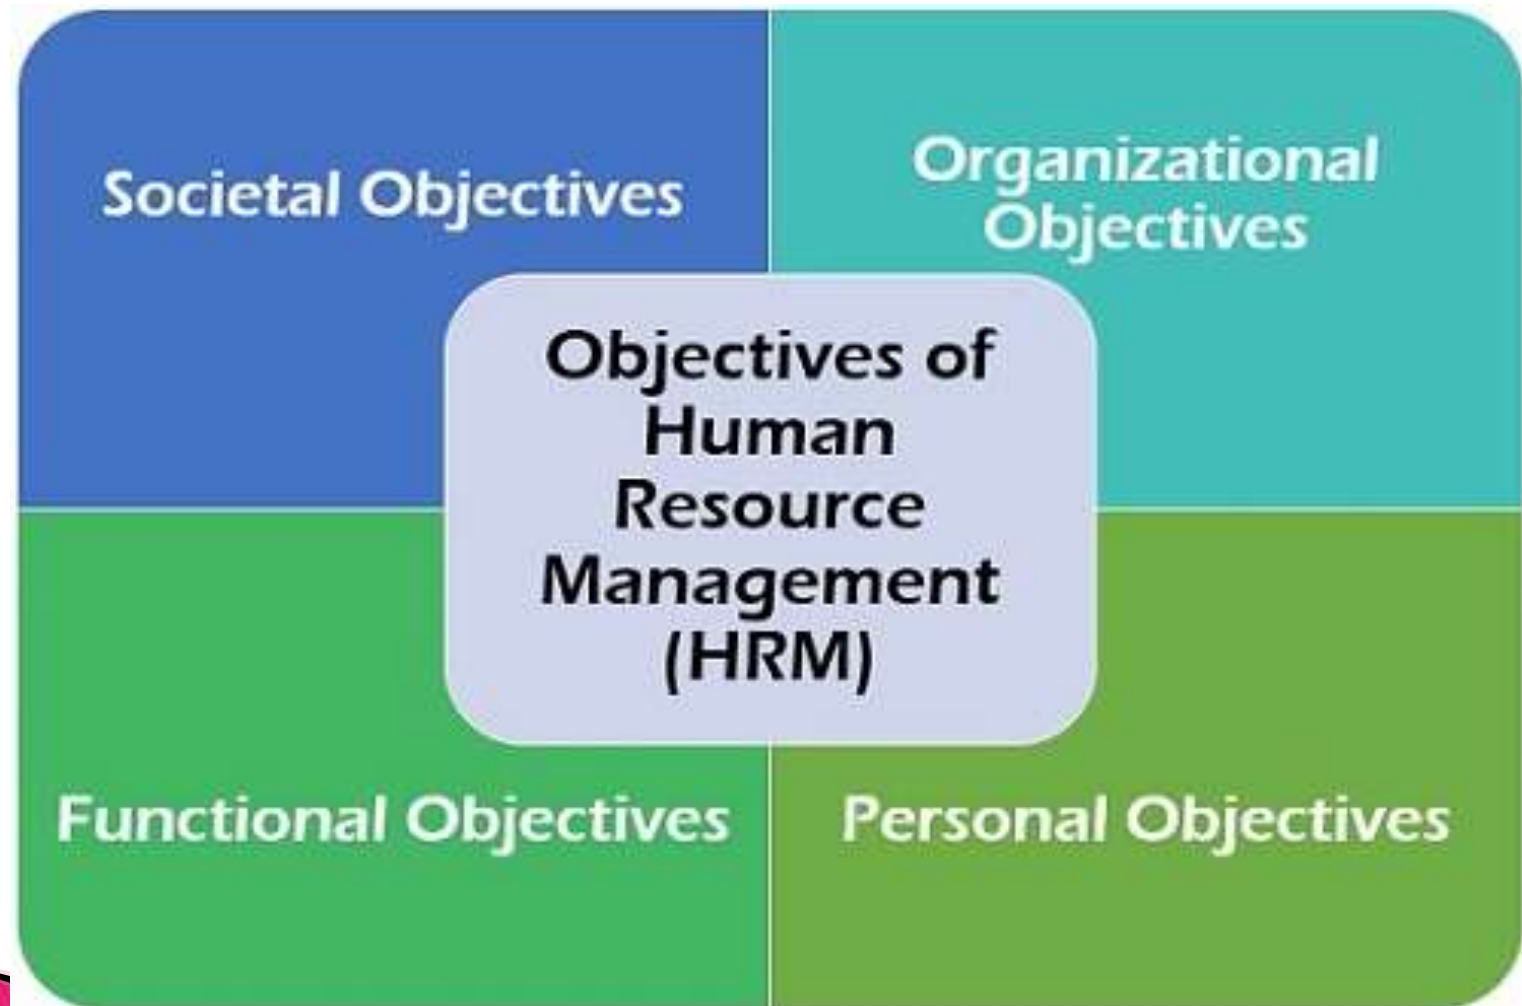 Societal Objectives
Organizational
Objectives
Objectives of
Human
Resource
Management
(HRM)
Functional Objectives
Personal Objectives